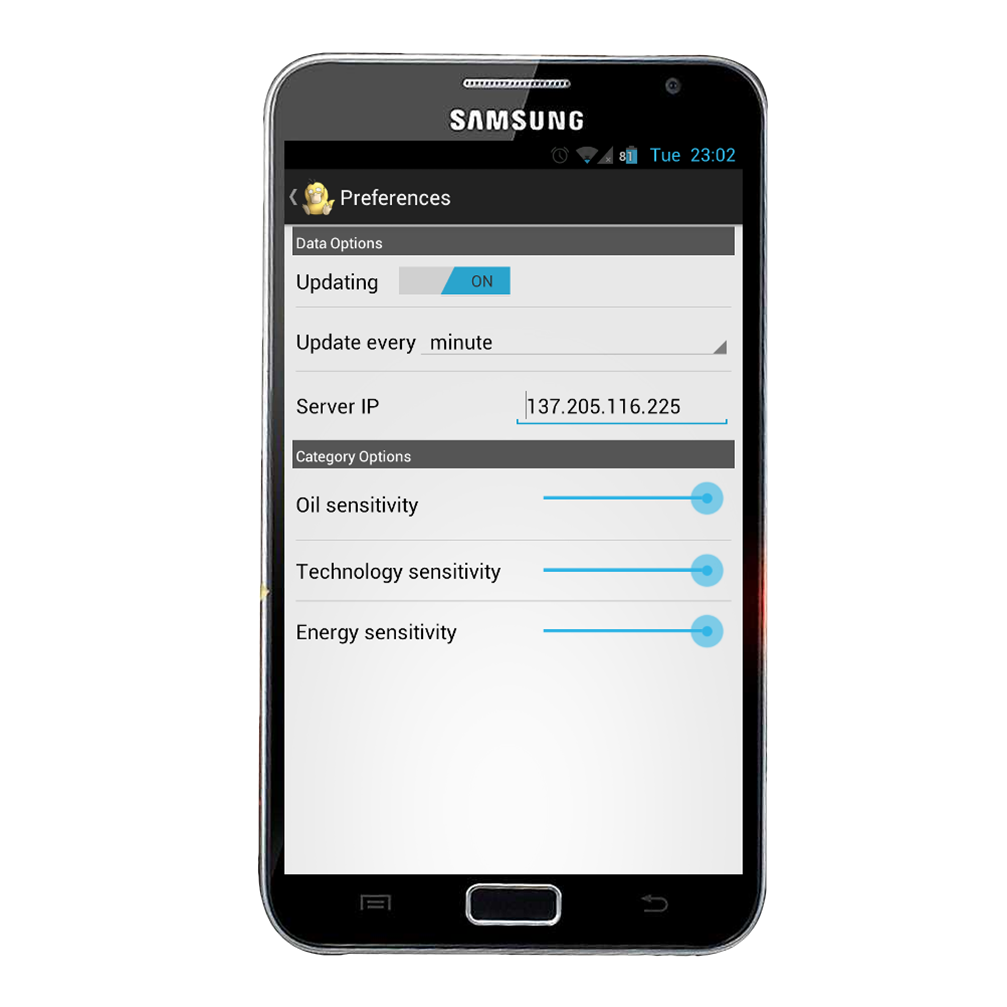 SAMSUNG
81 Tue 23:02
Preferences
Data Options
Updating ON
Update every minute
Server IP 137.205.116.225
Category Options
Oil sensitivity
Technology sensitivity
Energy sensitivity